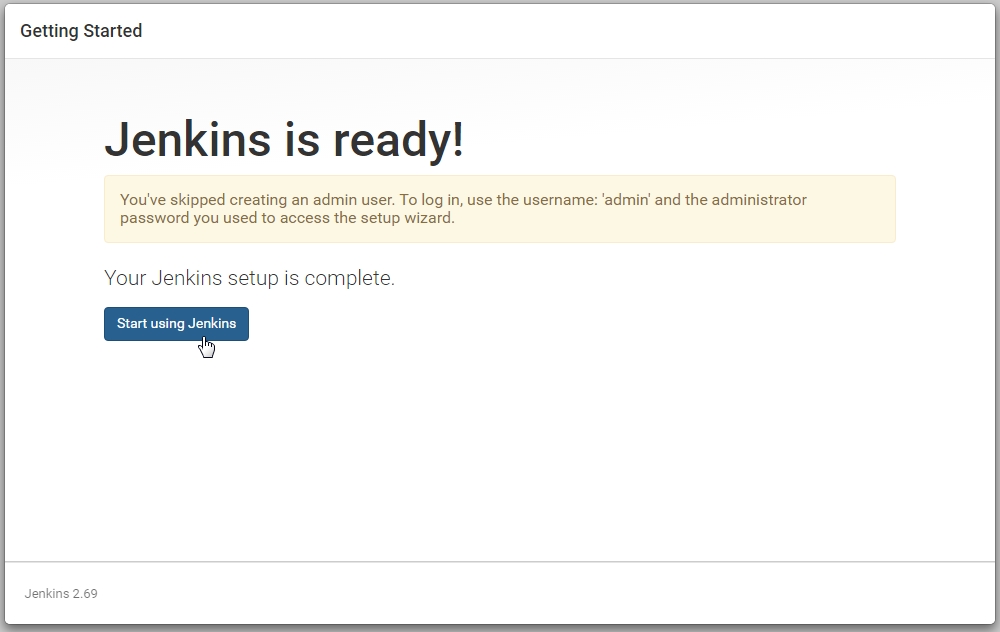 Getting Started
Jenkins is ready!
You've skipped creating an admin user. To log in, use the username: 'admin' and the administrator
password you used to access the setup wizard.
Your Jenkins setup is complete.
Start using Jenkins
Jenkins 2.69